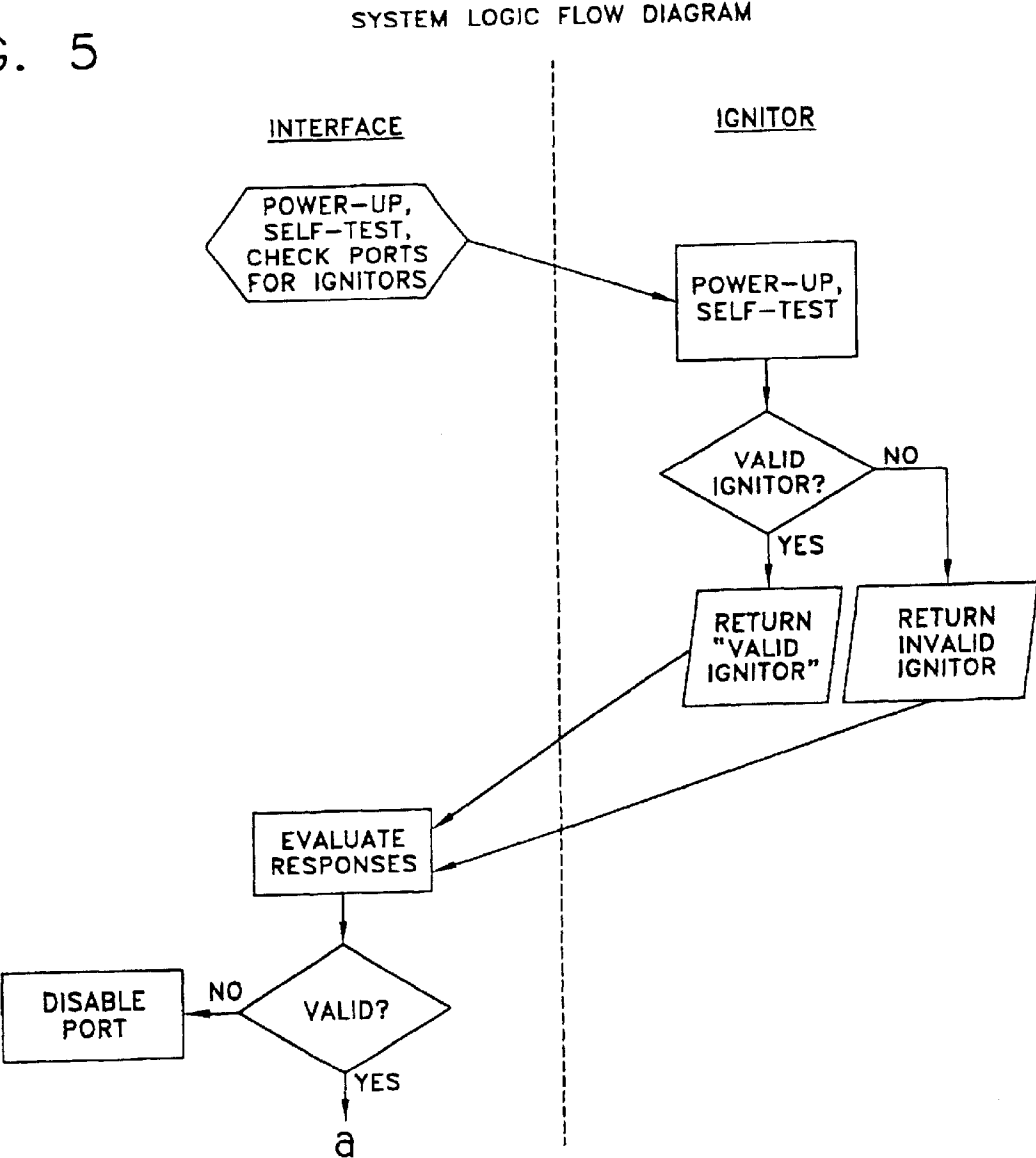 SYSTEM LOGIC FLOW DIAGRAM
G. 5
INTERFACE
IGNITOR
POWER-UP,
SELF-TEST,
CHECK PORTS
FOR IGNITORS
POWER-UP,
SELF-TEST
VALID
IGNITOR?
NO
YES
RETURN
"VALID
IGNITOR"
RETURN
INVALID
IGNITOR
EVALUATE
RESPONSES
VALID?
NO
DISABLE
PORT
YES
a